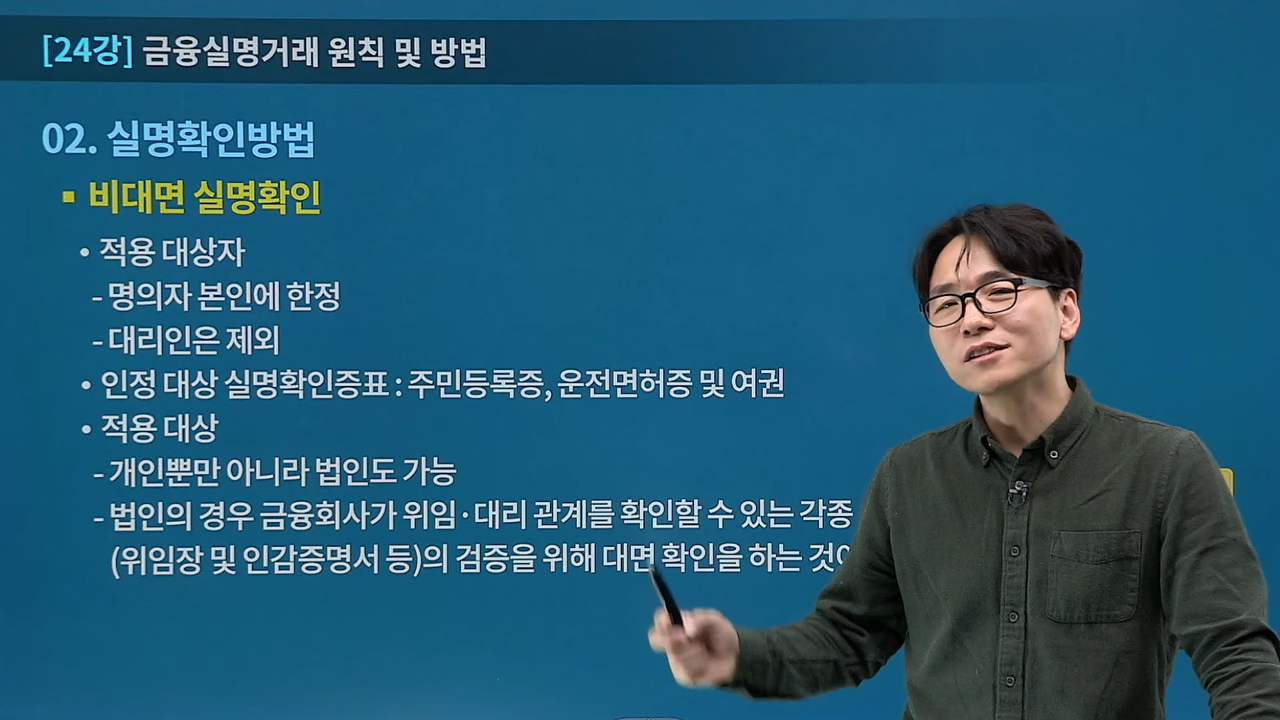 [24강] 금융실명거래 원칙 및 방법
02. 실명확인방법
▪ 비대면 실명확인
• 적용 대상자
- 명의자 본인에 한정
- 대리인은 제외
• 인정 대상 실명확인증표 : 주민등록증, 운전면허증 및 여권
• 적용 대상
- 개인뿐만 아니라 법인도 가능
- 법인의 경우 금융회사가 위임·대리 관계를 확인할 수 있는 각종
(위임장 및 인감증명서 등)의 검증을 위해 대면 확인을 하는